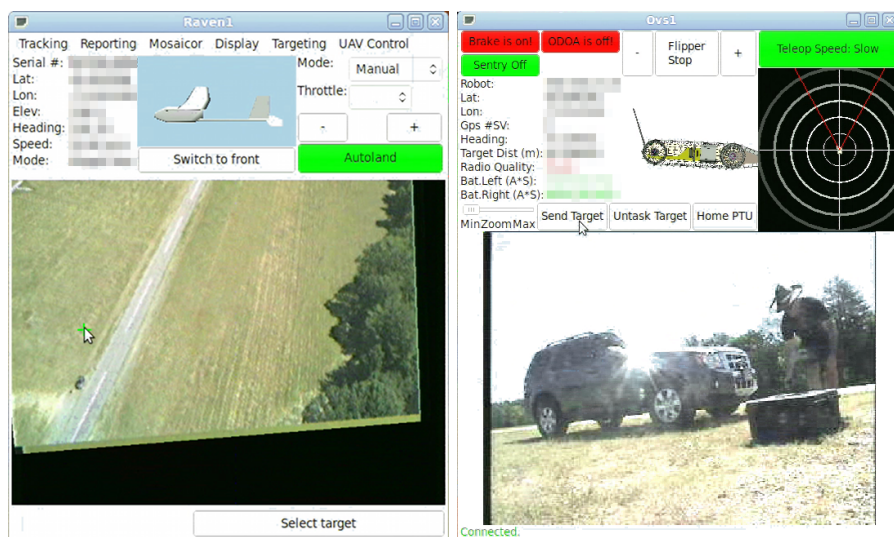 Raven1
Tracking Reporting Mosaicor Display Targeting UAV Control
Serial #:
Lat:
Lon:
Elev:
Heading:
Speed:
Mode:
Mode: Manual
Throttle:
- +
Switch to front
Autoland
Select target
Ovs1
Brake is on! ODOA is off!
Sentry Off
- Flipper
Stop
+
Teleop Speed: Slow
Robot:
Lat:
Lon:
Gps #SV:
Heading:
Target Dist (m):
Radio Quality:
Bat.Left (A*S):
Bat.Right (A*S):
MinZoomMax
Send Target Untask Target Home PTU
Connected.